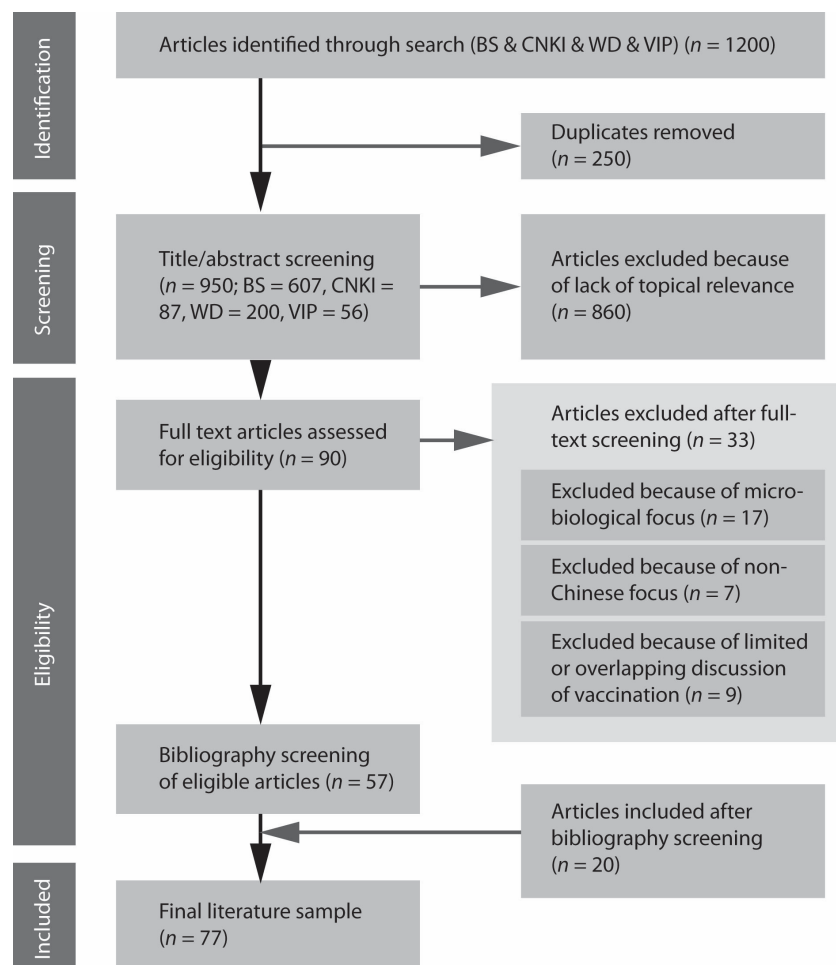 Identification
Articles identified through search (BS & CNKI & WD & VIP) (n = 1200)
Duplicates removed
(n = 250)
Screening
Title/abstract screening
(n = 950; BS = 607, CNKI =
87, WD = 200, VIP = 56)
Articles excluded because
of lack of topical relevance
(n = 860)
Eligibility
Full text articles assessed
for eligibility (n = 90)
Articles excluded after full-
text screening (n = 33)
Excluded because of micro-
biological focus (n = 17)
Excluded because of non-
Chinese focus (n = 7)
Excluded because of limited
or overlapping discussion
of vaccination (n = 9)
Bibliography screening
of eligible articles (n = 57)
Articles included after
bibliography screening
(n = 20)
Included
Final literature sample
(n = 77)